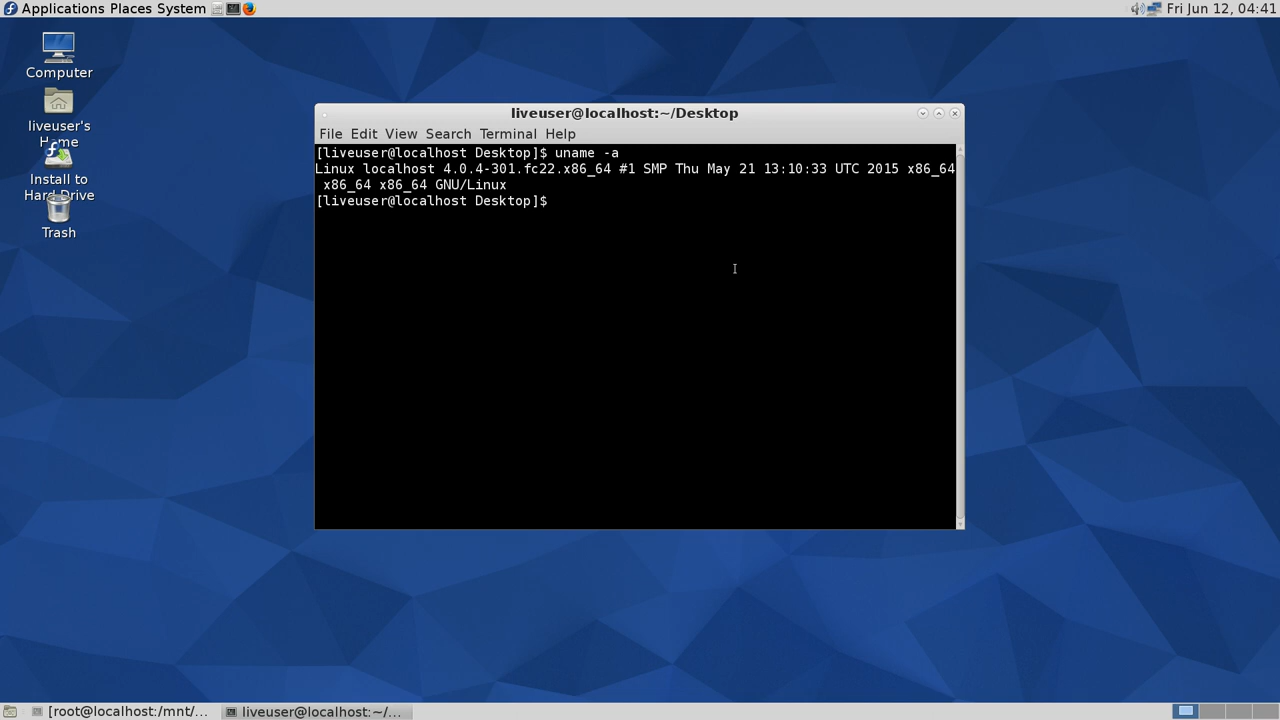 Applications Places System
Fri Jun 12, 04:41
Computer
liveuser's
Home
Install to
Hard Drive
Trash
liveuser@localhost:~/Desktop
File Edit View Search Terminal Help
[liveuser@localhost Desktop]$ uname -a
Linux localhost 4.0.4-301.fc22.x86_64 #1 SMP Thu May 21 13:10:33 UTC 2015 x86_64
x86_64 x86_64 GNU/Linux
[liveuser@localhost Desktop]$
[root@localhost:/mnt/...
liveuser@localhost:~/...